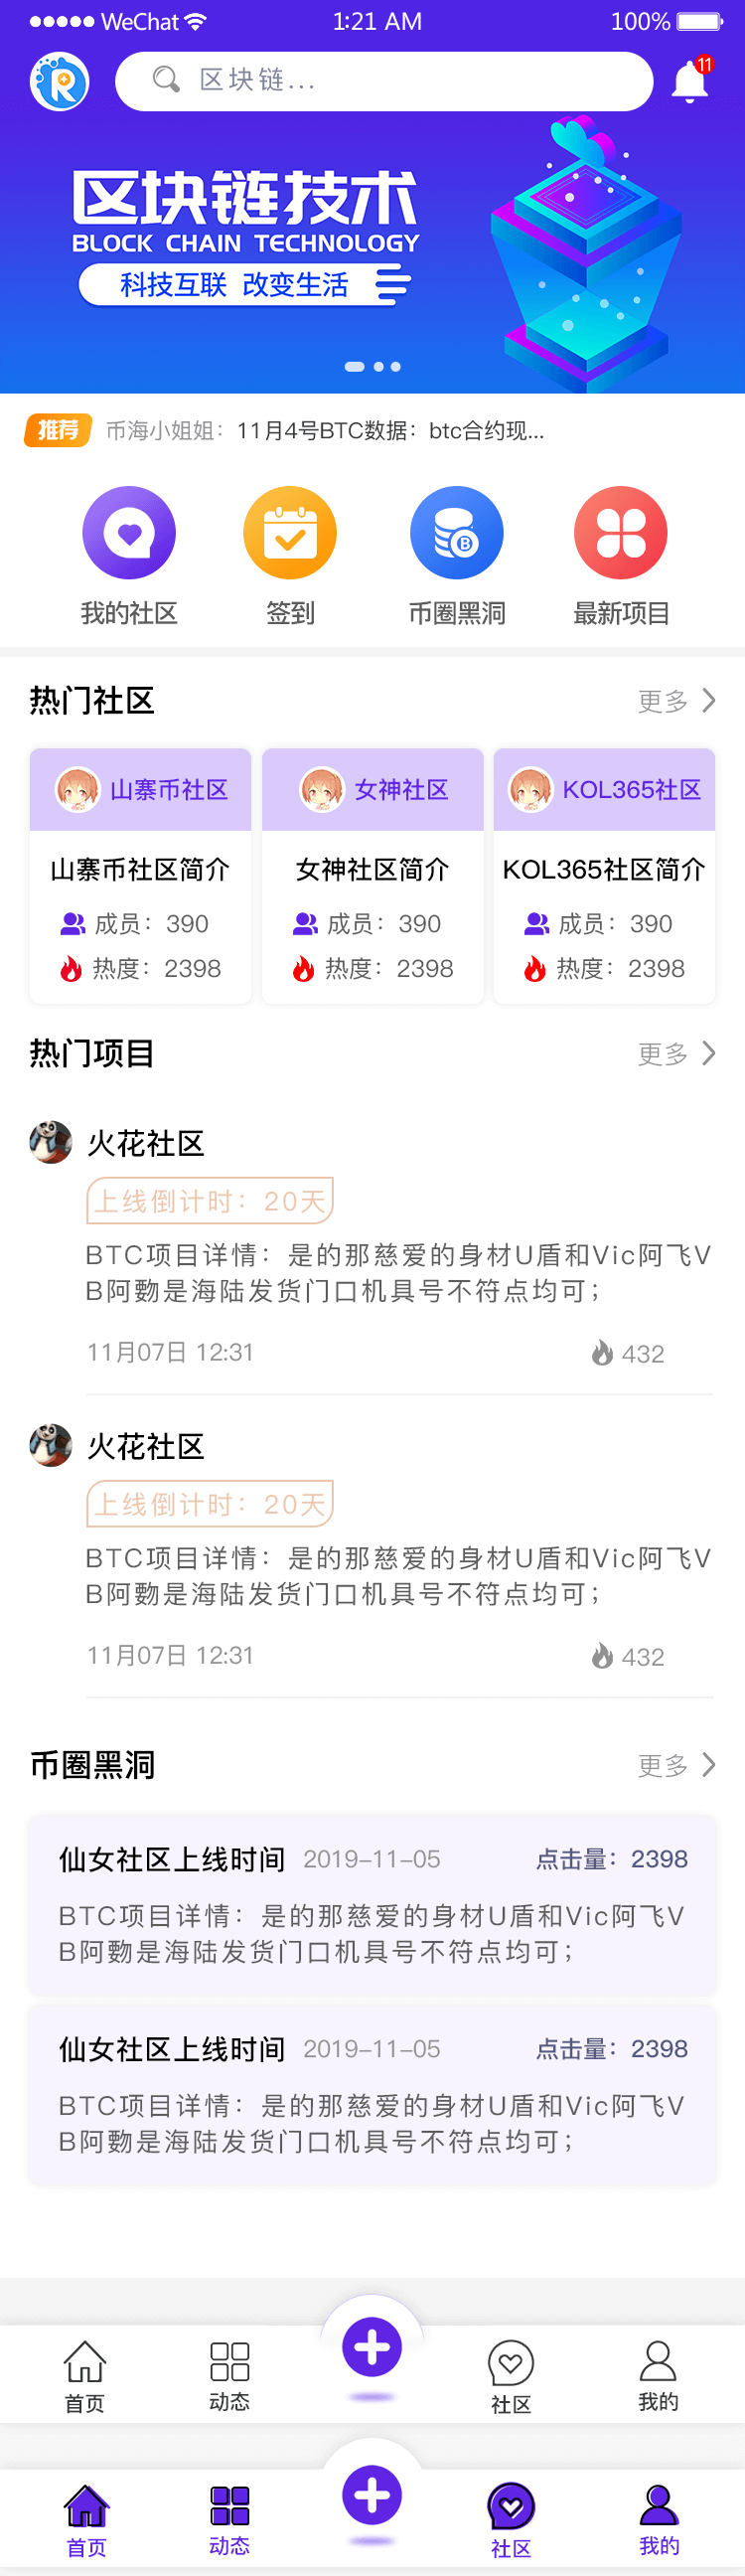 WeChat 1:21 AM 100%
区块链... 11
区块链技术
BLOCK CHAIN TECHNOLOGY
科技互联 改变生活
推荐 币海小姐姐：11月4号BTC数据：btc合约现...
我的社区 签到 币圈黑洞 最新项目
热门社区 更多
山寨币社区 女神社区 KOL365社区
山寨币社区简介 女神社区简介 KOL365社区简介
成员：390 成员：390 成员：390
热度：2398 热度：2398 热度：2398
热门项目 更多
火花社区
上线倒计时：20天
BTC项目详情：是的那慈爱的身材U盾和Vic阿飞V
B阿覅是海陆发货门口机具号不符点均可；
11月07日 12:31 432
火花社区
上线倒计时：20天
BTC项目详情：是的那慈爱的身材U盾和Vic阿飞V
B阿覅是海陆发货门口机具号不符点均可；
11月07日 12:31 432
币圈黑洞 更多
仙女社区上线时间 2019-11-05 点击量：2398
BTC项目详情：是的那慈爱的身材U盾和Vic阿飞V
B阿覅是海陆发货门口机具号不符点均可；
仙女社区上线时间 2019-11-05 点击量：2398
BTC项目详情：是的那慈爱的身材U盾和Vic阿飞V
B阿覅是海陆发货门口机具号不符点均可；
首页 动态 社区 我的
首页 动态 社区 我的